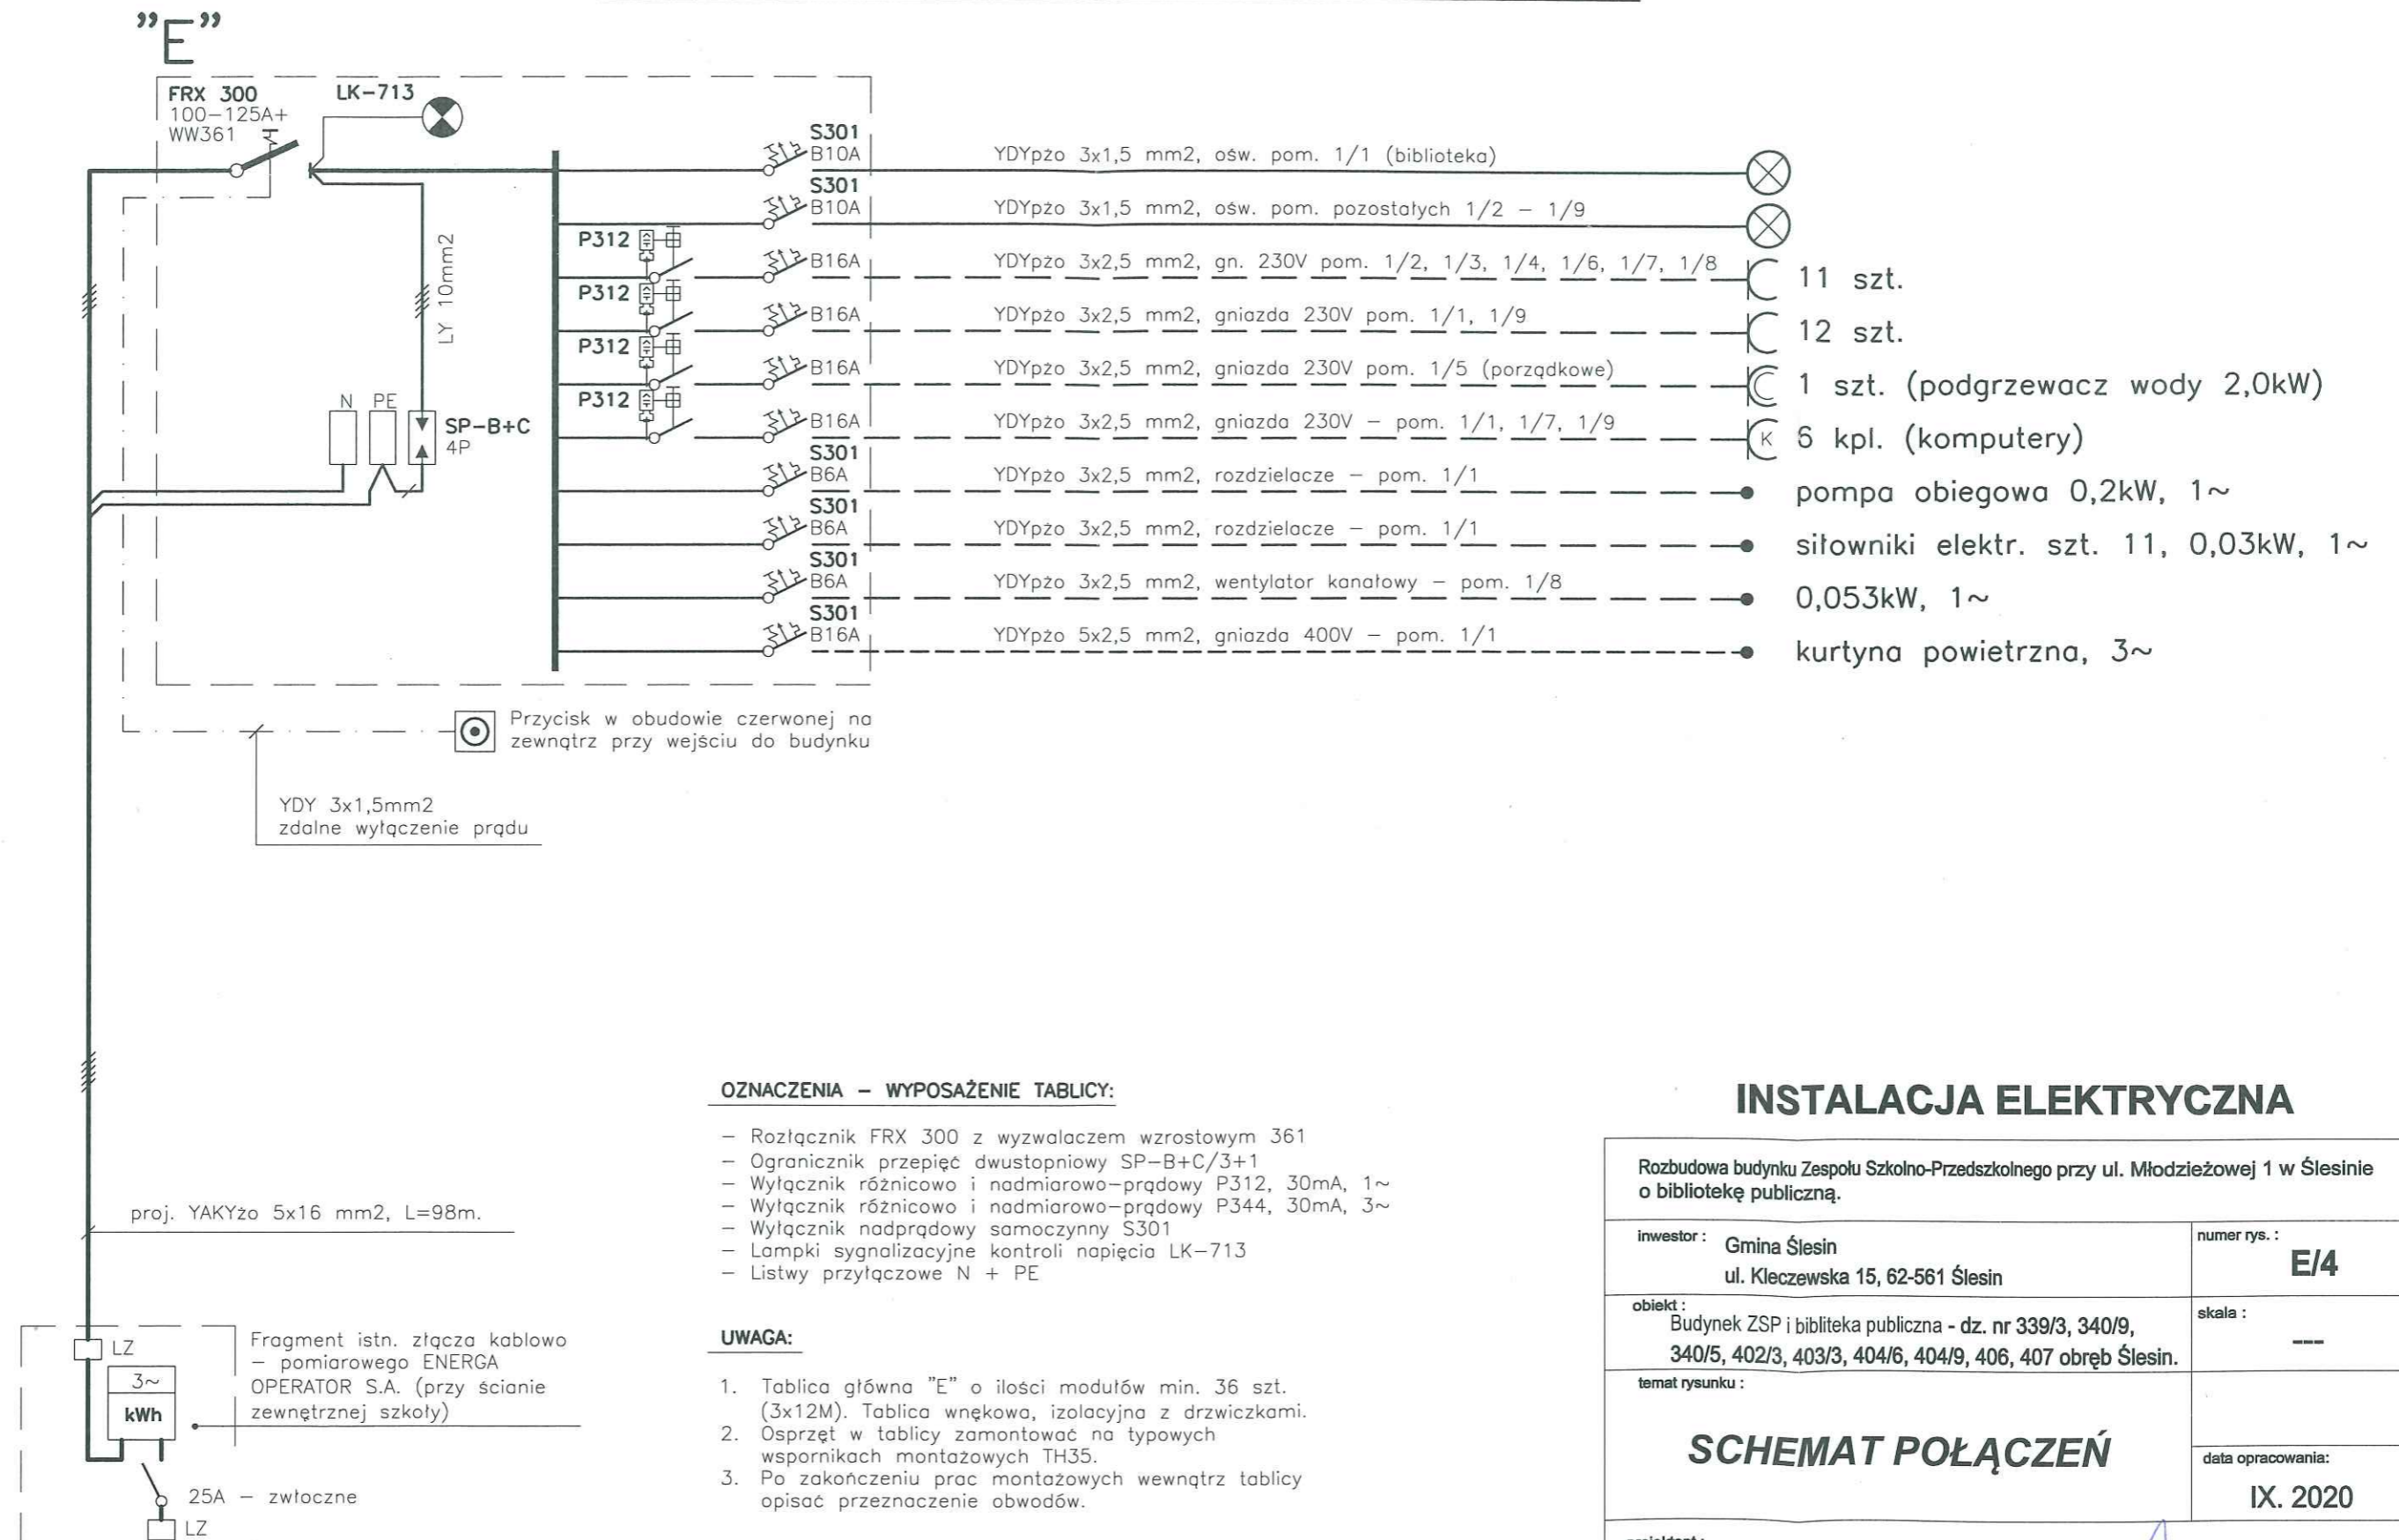 "E"
FRX 300
100-125A+
WW361
LK-713
S301
B10A
YDYpżo 3x1,5 mm2, ośw. pom. 1/1 (biblioteka)
S301
B10A
YDYpżo 3x1,5 mm2, ośw. pom. pozostałych 1/2 – 1/9
P312
B16A
YDYpżo 3x2,5 mm2, gn. 230V pom. 1/2, 1/3, 1/4, 1/6, 1/7, 1/8
11 szt.
P312
B16A
YDYpżo 3x2,5 mm2, gniazda 230V pom. 1/1, 1/9
12 szt.
P312
B16A
YDYpżo 3x2,5 mm2, gniazda 230V pom. 1/5 (porządkowe)
1 szt. (podgrzewacz wody 2,0kW)
P312
B16A
YDYpżo 3x2,5 mm2, gniazda 230V – pom. 1/1, 1/7, 1/9
K
6 kpl. (komputery)
S301
B6A
YDYpżo 3x2,5 mm2, rozdzielacze – pom. 1/1
pompa obiegowa 0,2kW, 1~
S301
B6A
YDYpżo 3x2,5 mm2, rozdzielacze – pom. 1/1
siłowniki elektr. szt. 11, 0,03kW, 1~
S301
B6A
YDYpżo 3x2,5 mm2, wentylator kanałowy – pom. 1/8
0,053kW, 1~
S301
B16A
YDYpżo 5x2,5 mm2, gniazda 400V – pom. 1/1
kurtyna powietrzna, 3~
LY 10mm2
N PE
SP-B+C
4P
Przycisk w obudowie czerwonej na
zewnątrz przy wejściu do budynku
YDY 3x1,5mm2
zdalne wyłączenie prądu
proj. YAKYżo 5x16 mm2, L=98m.
LZ
3~
kWh
Fragment istn. złącza kablowo
– pomiarowego ENERGA
OPERATOR S.A. (przy ścianie
zewnętrznej szkoły)
25A – zwłoczne
LZ
OZNACZENIA – WYPOSAŻENIE TABLICY:
– Rozłącznik FRX 300 z wyzwalaczem wzrostowym 361
– Ogranicznik przepięć dwustopniowy SP-B+C/3+1
– Wyłącznik różnicowo i nadmiarowo-prądowy P312, 30mA, 1~
– Wyłącznik różnicowo i nadmiarowo-prądowy P344, 30mA, 3~
– Wyłącznik nadprądowy samoczynny S301
– Lampki sygnalizacyjne kontroli napięcia LK-713
– Listwy przyłączowe N + PE
UWAGA:
1. Tablica główna "E" o ilości modułów min. 36 szt.
(3x12M). Tablica wnękowa, izolacyjna z drzwiczkami.
2. Osprzęt w tablicy zamontować na typowych
wspornikach montażowych TH35.
3. Po zakończeniu prac montażowych wewnątrz tablicy
opisać przeznaczenie obwodów.
INSTALACJA ELEKTRYCZNA
Rozbudowa budynku Zespołu Szkolno-Przedszkolnego przy ul. Młodzieżowej 1 w Ślesinie
o bibliotekę publiczną.
inwestor : Gmina Ślesin
ul. Kleczewska 15, 62-561 Ślesin
numer rys. :
E/4
obiekt :
Budynek ZSP i bibliteka publiczna - dz. nr 339/3, 340/9,
340/5, 402/3, 403/3, 404/6, 404/9, 406, 407 obręb Ślesin.
skala :
---
temat rysunku :
SCHEMAT POŁĄCZEŃ
data opracowania:
IX. 2020